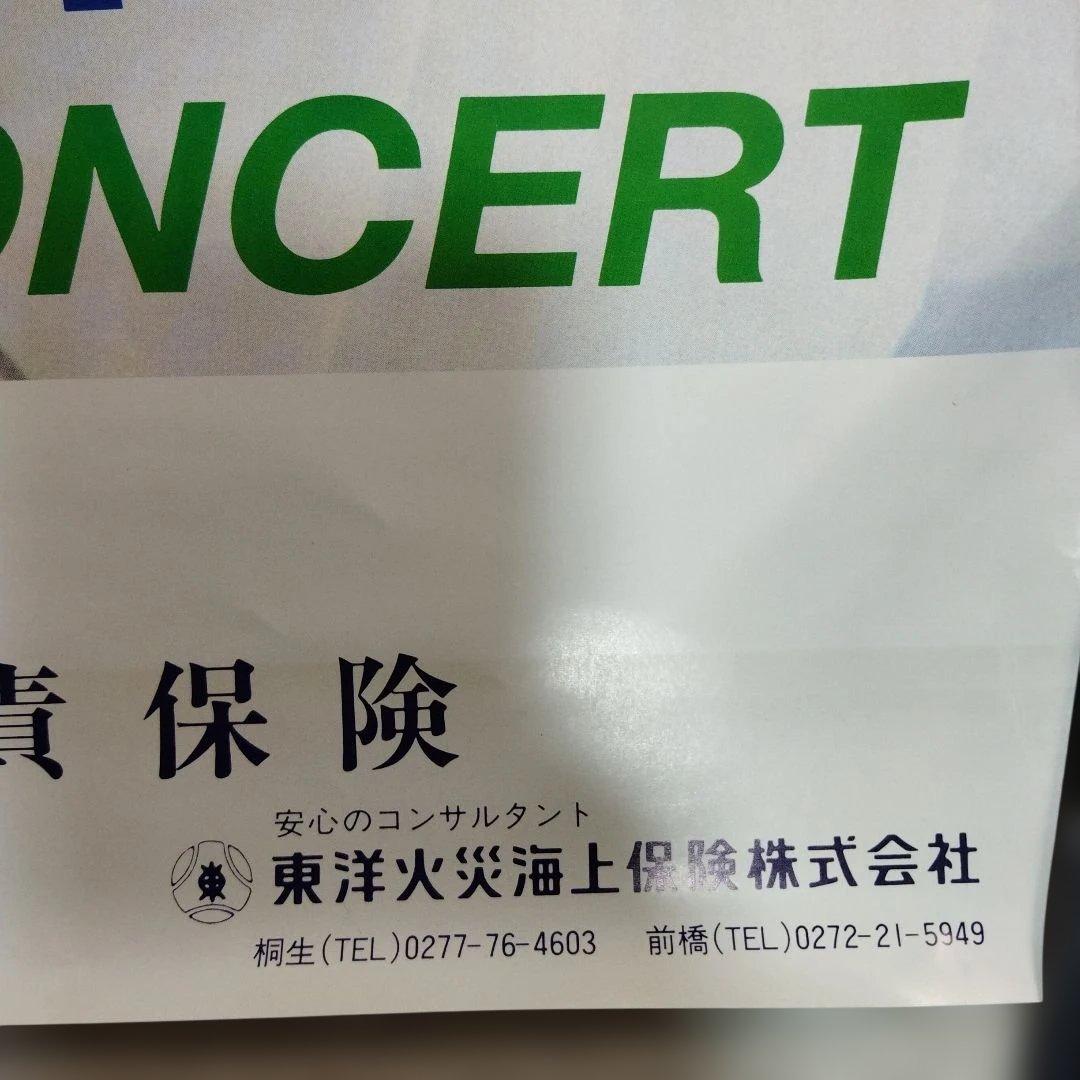 ONCERT
責保険
安心のコンサルタント
東洋火災海上保険株式会社
桐生(TEL)0277-76-4603 前橋(TEL)0272-21-5949